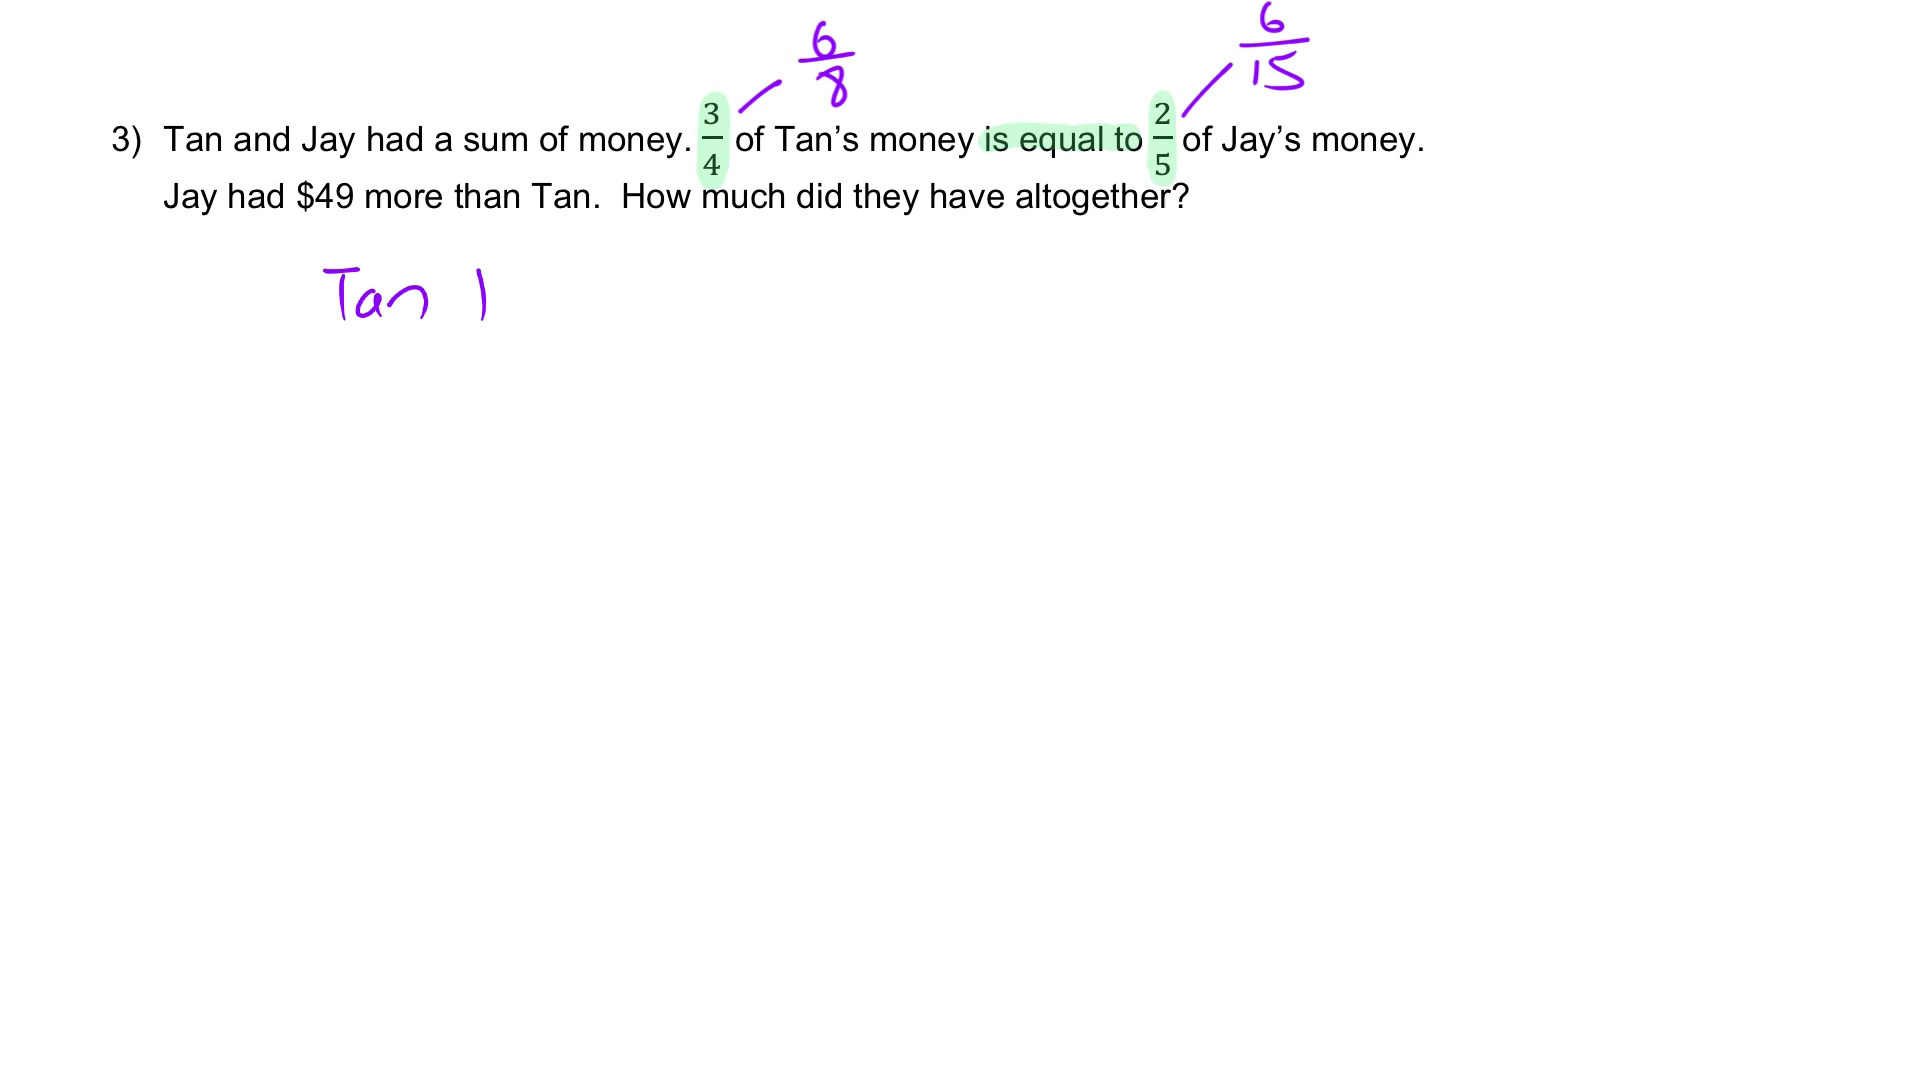 6/8 6/15
3) Tan and Jay had a sum of money. 3/4 of Tan’s money is equal to 2/5 of Jay’s money.
Jay had $49 more than Tan. How much did they have altogether?
Tan |